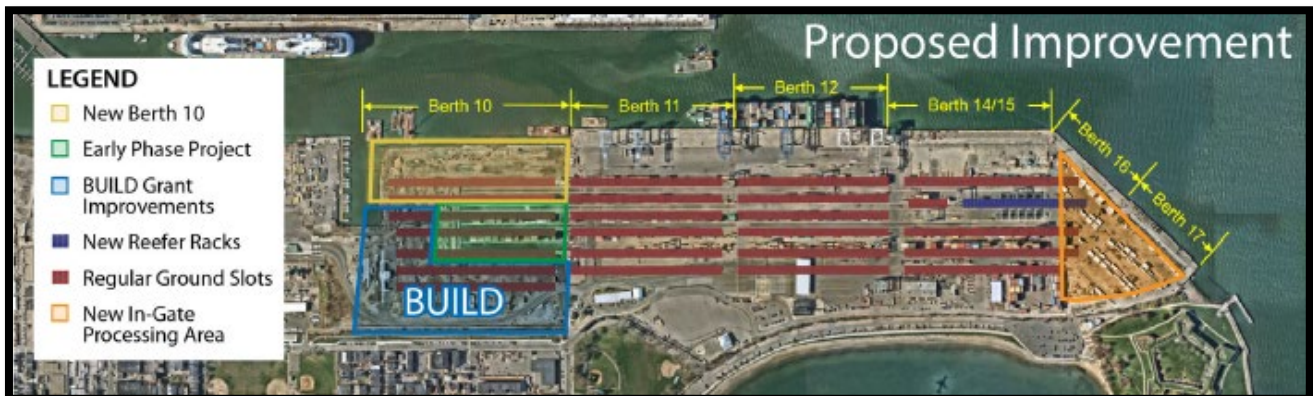 Proposed Improvement
LEGEND
New Berth 10
Early Phase Project
BUILD Grant
Improvements
New Reefer Racks
Regular Ground Slots
New In-Gate
Processing Area
Berth 10
Berth 11
Berth 12
Berth 14/15
Berth 16
Berth 17
BUILD